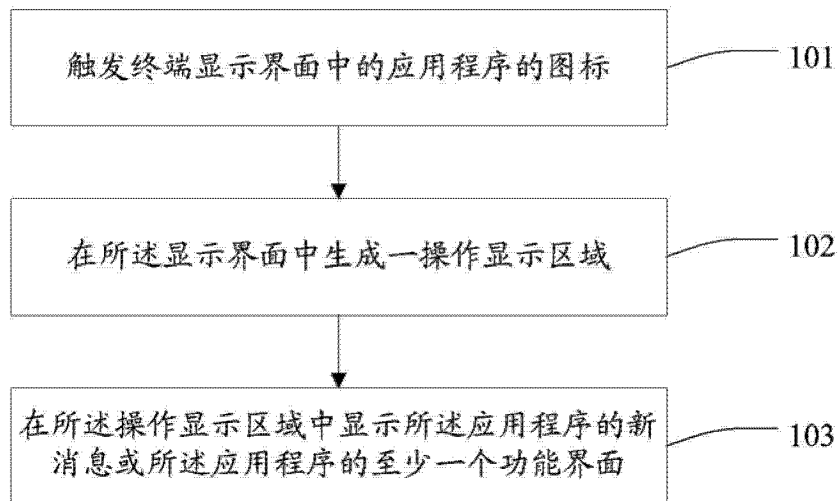 触发终端显示界面中的应用程序的图标
101
在所述显示界面中生成一操作显示区域
102
在所述操作显示区域中显示所述应用程序的新
消息或所述应用程序的至少一个功能界面
103